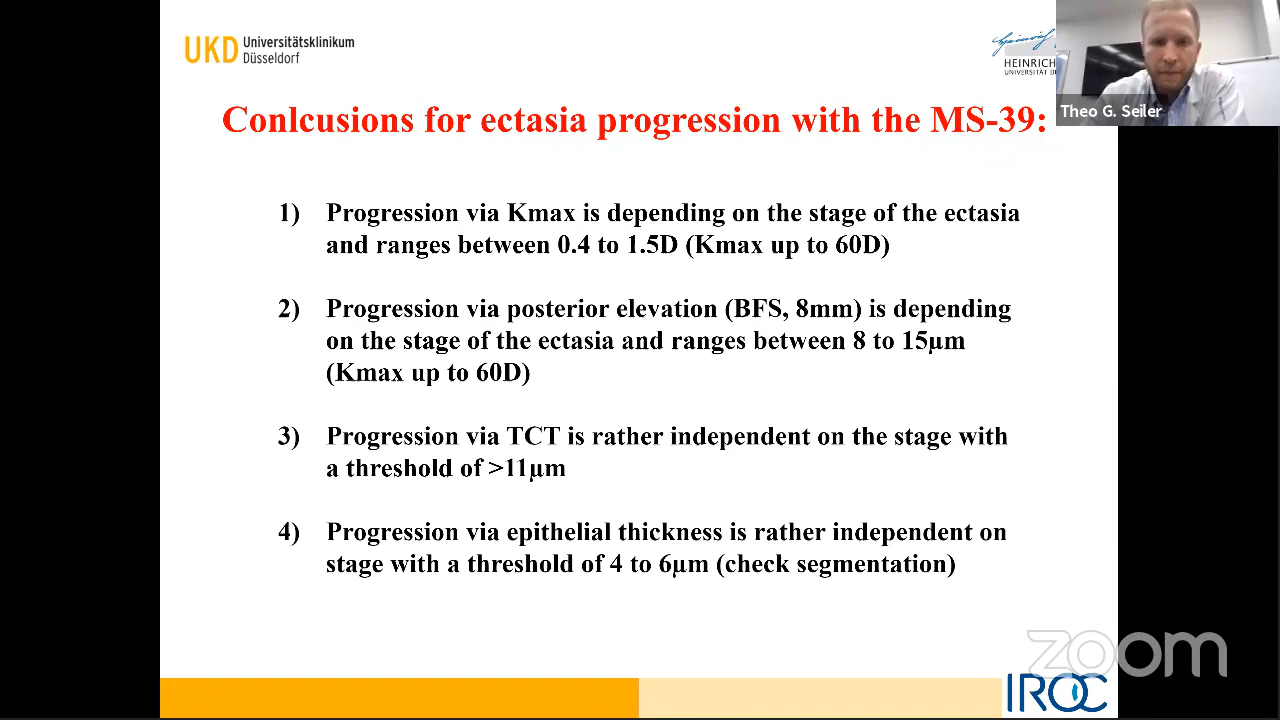 UKD Universitätsklinikum
Düsseldorf
HEINRICH
UNIVERSITÄT
Theo G. Seiler
Conlcusions for ectasia progression with the MS-39:
1) Progression via Kmax is depending on the stage of the ectasia
and ranges between 0.4 to 1.5D (Kmax up to 60D)
2) Progression via posterior elevation (BFS, 8mm) is depending
on the stage of the ectasia and ranges between 8 to 15µm
(Kmax up to 60D)
3) Progression via TCT is rather independent on the stage with
a threshold of >11µm
4) Progression via epithelial thickness is rather independent on
stage with a threshold of 4 to 6µm (check segmentation)
zoom
IROC